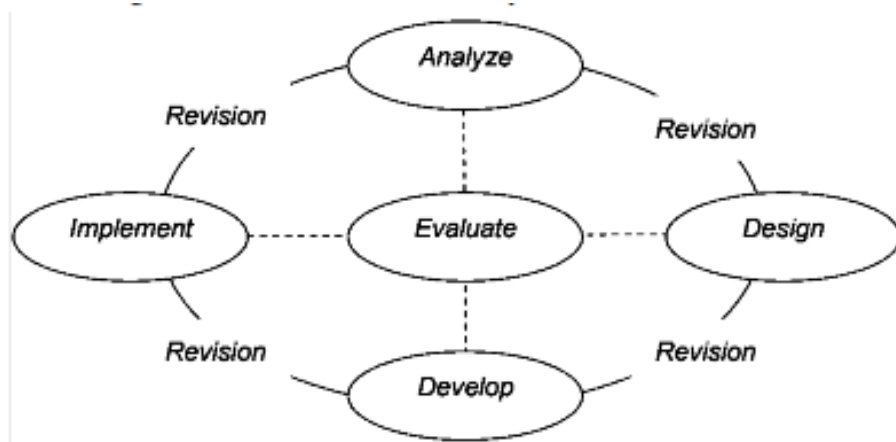 Analyze
Revision
Revision
Implement
Evaluate
Design
Revision
Revision
Develop